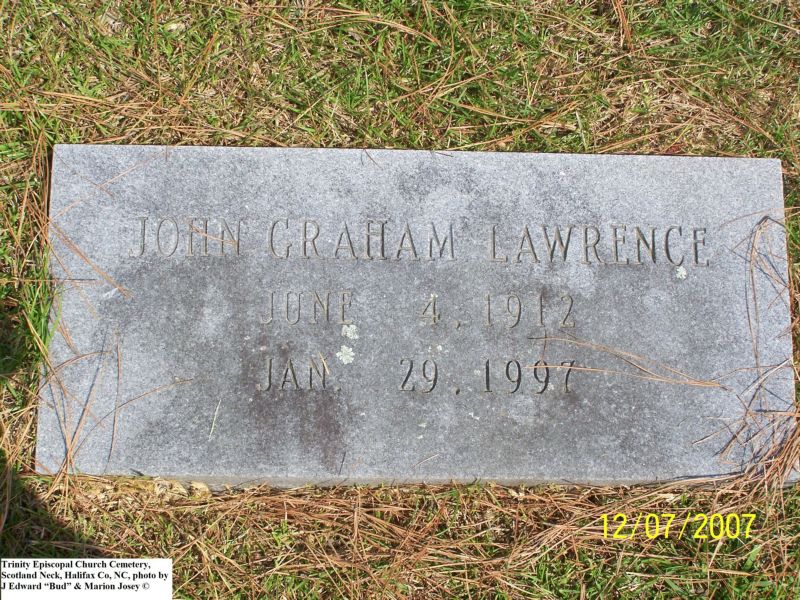 JOHN GRAHAM LAWRENCE
JUNE 4, 1912
JAN. 29, 1997
12/07/2007
Trinity Episcopal Church Cemetery,
Scotland Neck, Halifax Co, NC, photo by
J Edward “Bud” & Marion Josey ©